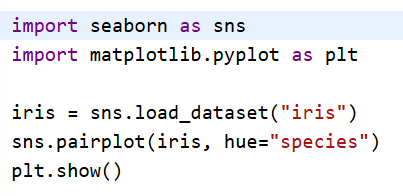 import seaborn as sns
import matplotlib.pyplot as plt

iris = sns.load_dataset("iris")
sns.pairplot(iris, hue="species")
plt.show()